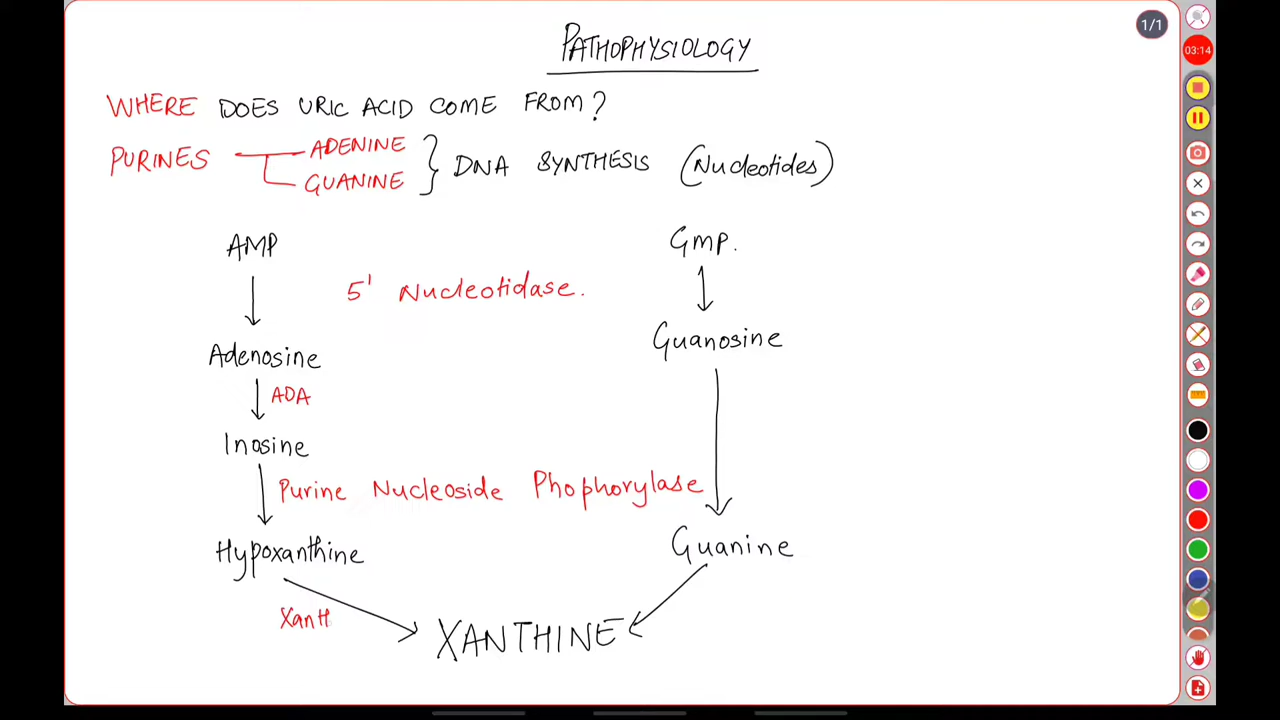 1/1
PATHOPHYSIOLOGY
03:14
WHERE DOES URIC ACID COME FROM?
PURINES ADENINE } DNA SYNTHESIS (Nucleotides)
GUANINE
AMP GMP.
5' Nucleotidase.
Adenosine Guanosine
ADA
Inosine
Purine Nucleoside Phophorylase
Hypoxanthine Guanine
Xanth
XANTHINE